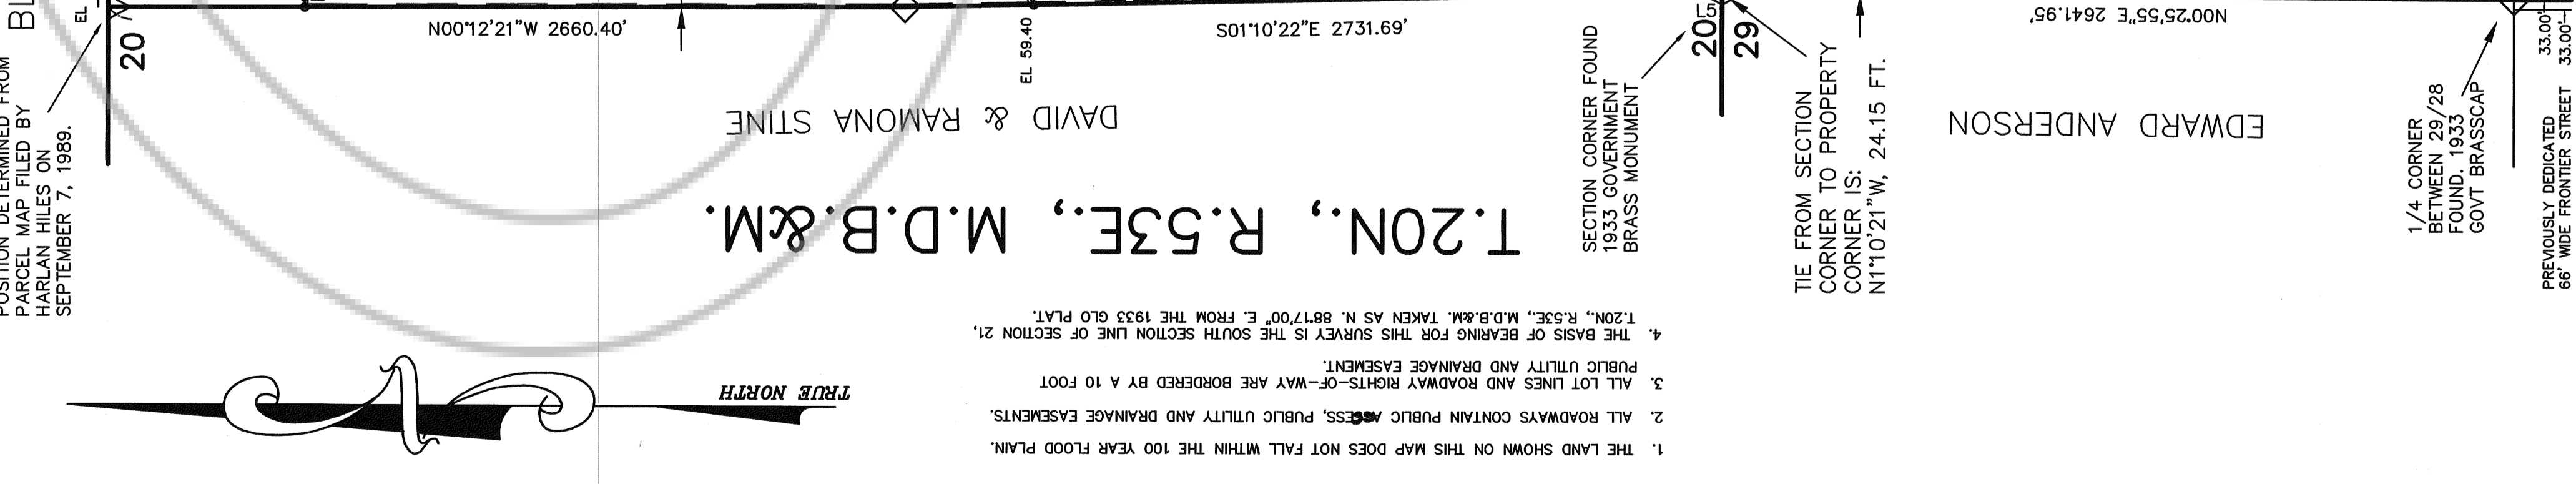 BL
EL
20
POSITION DETERMINED FROM
PARCEL MAP FILED BY
HARLAN HILES ON
SEPTEMBER 7, 1989.
N00°12'21"W 2660.40'
EL 59.40
S01°10'22"E 2731.69'
L5
20
29
N00°25'55"E 2641.95'
33.00'
33.00'
DAVID & RAMONA STINE
SECTION CORNER FOUND
1933 GOVERNMENT
BRASS MONUMENT
TIE FROM SECTION
CORNER TO PROPERTY
CORNER IS:
N1°10'21"W, 24.15 FT.
EDWARD ANDERSON
1/4 CORNER
BETWEEN 29/28
FOUND. 1933
GOVT BRASSCAP
PREVIOUSLY DEDICATED
66' WIDE FRONTIER STREET
T.20N., R.53E., M.D.B.&M.
1. THE LAND SHOWN ON THIS MAP DOES NOT FALL WITHIN THE 100 YEAR FLOOD PLAIN.
2. ALL ROADWAYS CONTAIN PUBLIC ACCESS, PUBLIC UTILITY AND DRAINAGE EASEMENTS.
3. ALL LOT LINES AND ROADWAY RIGHTS-OF-WAY ARE BORDERED BY A 10 FOOT
PUBLIC UTILITY AND DRAINAGE EASEMENT.
4. THE BASIS OF BEARING FOR THIS SURVEY IS THE SOUTH SECTION LINE OF SECTION 21,
T.20N., R.53E., M.D.B.&M. TAKEN AS N. 88°17'00" E. FROM THE 1933 GLO PLAT.
TRUE NORTH
N